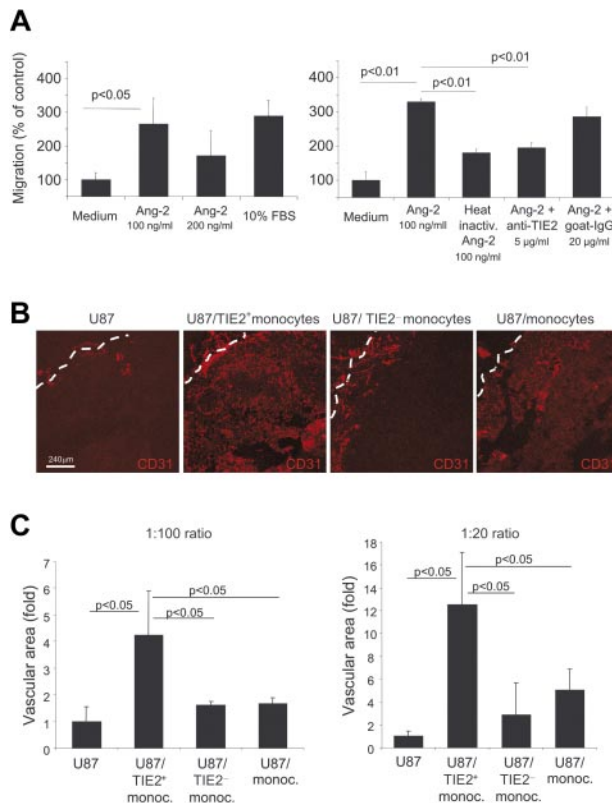 A
Migration (% of control)
400
300
200
100
p<0.05
Medium
Ang-2
100 ng/ml
Ang-2
200 ng/ml
10% FBS
400
300
200
100
p<0.01
p<0.01
p<0.01
Medium
Ang-2
100 ng/mll
Heat
inactiv.
Ang-2
100 ng/ml
Ang-2 +
anti-TIE2
5 µg/ml
Ang-2 +
goat-IgG
20 µg/ml
B
U87
U87/TIE2+monocytes
U87/ TIE2– monocytes
U87/monocytes
240µm
CD31
CD31
CD31
CD31
C
1:100 ratio
Vascular area (fold)
7
6
5
4
3
2
1
0
p<0.05
p<0.05
p<0.05
U87
U87/
TIE2+
monoc.
U87/
TIE2–
monoc.
U87/
monoc.
1:20 ratio
Vascular area (fold)
18
16
14
12
10
8
6
4
2
0
p<0.05
p<0.05
p<0.05
U87
U87/
TIE2+
monoc.
U87/
TIE2–
monoc.
U87/
monoc.